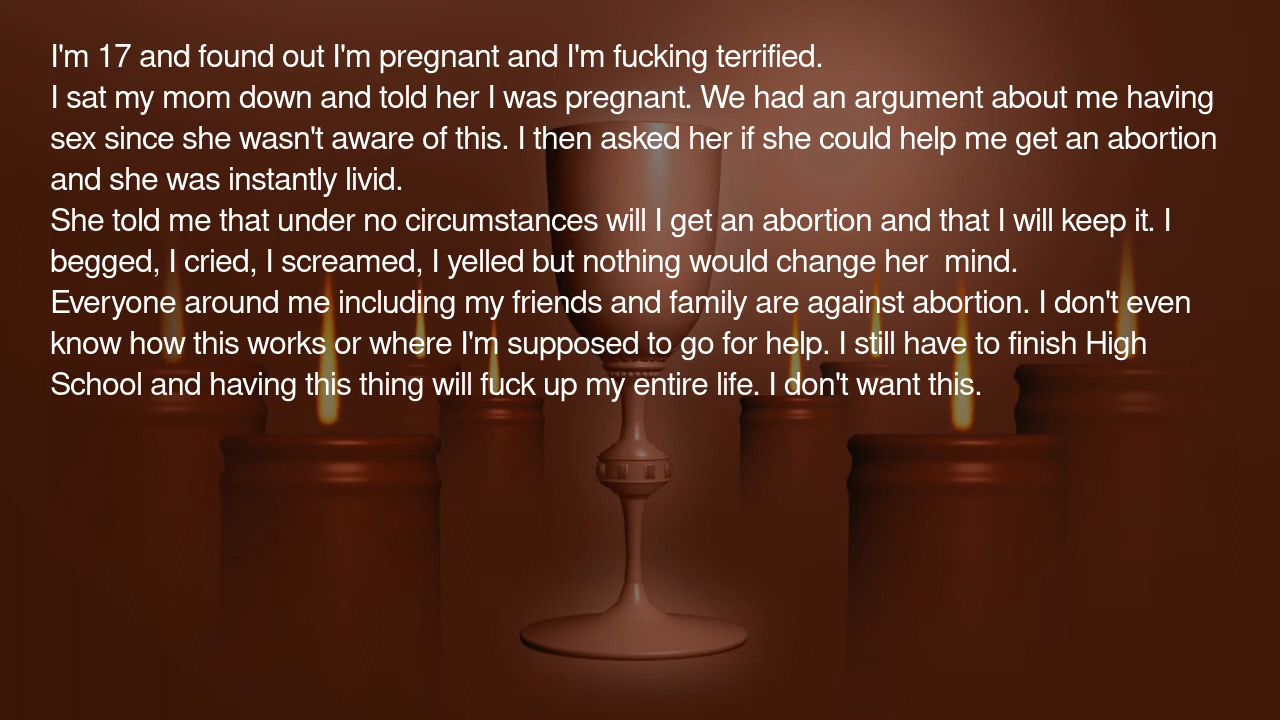 I'm 17 and found out I'm pregnant and I'm fucking terrified.
I sat my mom down and told her I was pregnant. We had an argument about me having
sex since she wasn't aware of this. I then asked her if she could help me get an abortion
and she was instantly livid.
She told me that under no circumstances will I get an abortion and that I will keep it. I
begged, I cried, I screamed, I yelled but nothing would change her  mind.
Everyone around me including my friends and family are against abortion. I don't even
know how this works or where I'm supposed to go for help. I still have to finish High
School and having this thing will fuck up my entire life. I don't want this.